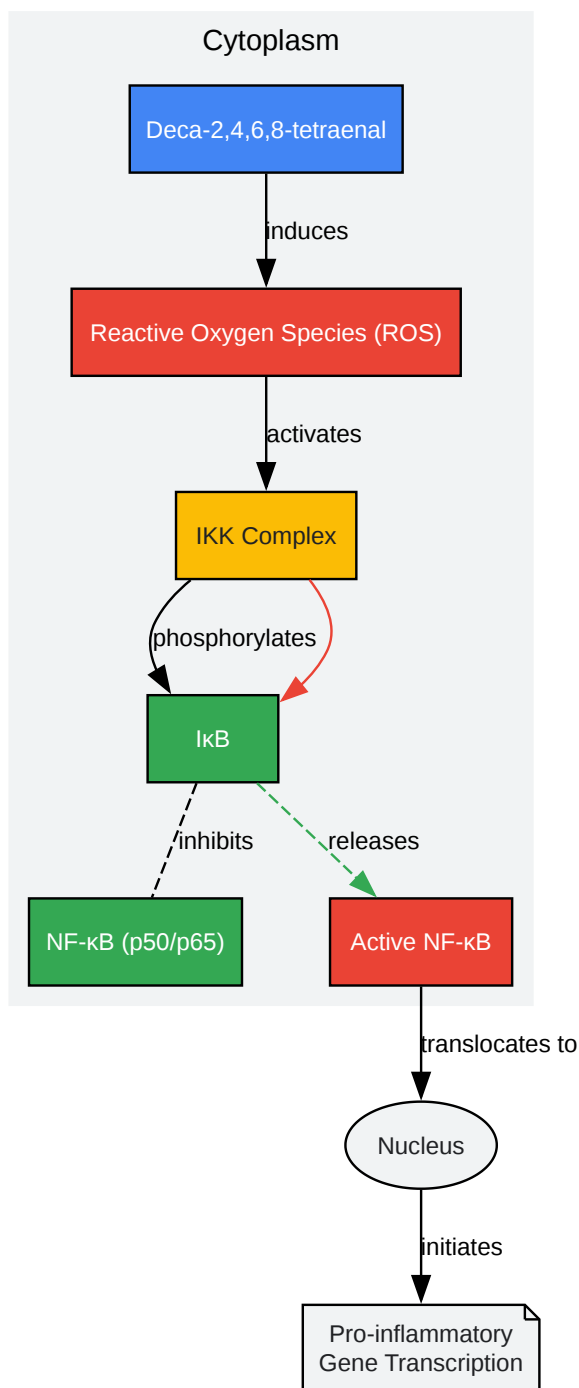 Cytoplasm
Deca-2,4,6,8-tetraenal
induces
Reactive Oxygen Species (ROS)
activates
IKK Complex
phosphorylates
IκB
inhibits
releases
NF-κB (p50/p65)
Active NF-κB
translocates to
Nucleus
initiates
Pro-inflammatory
Gene Transcription